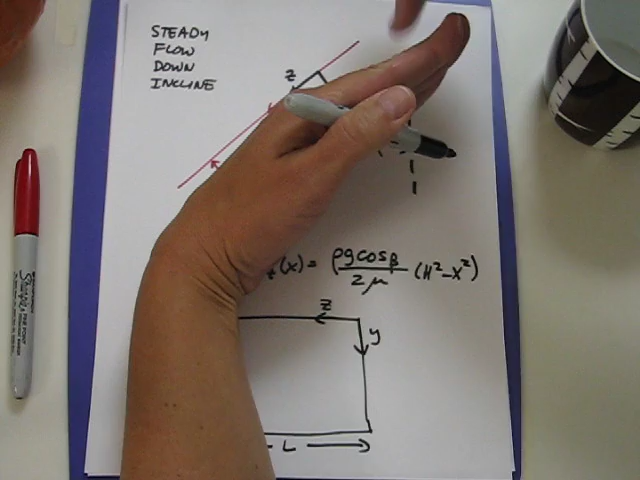 STEADY
FLOW
DOWN
INCLINE
z
z(x) = ρg cosβ / 2μ (H² - x²)
z
y
L